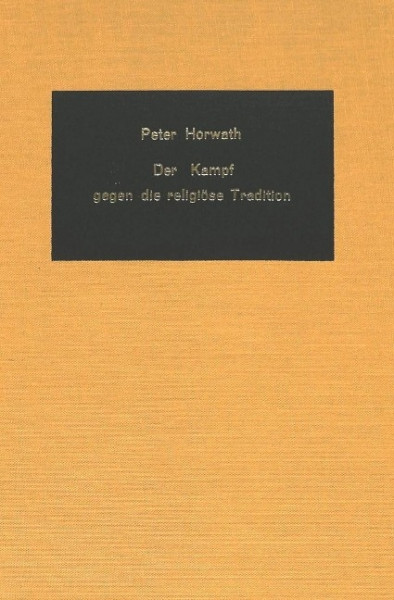 Peter Horwath
Der Kampf
gegen die religiöse Tradition